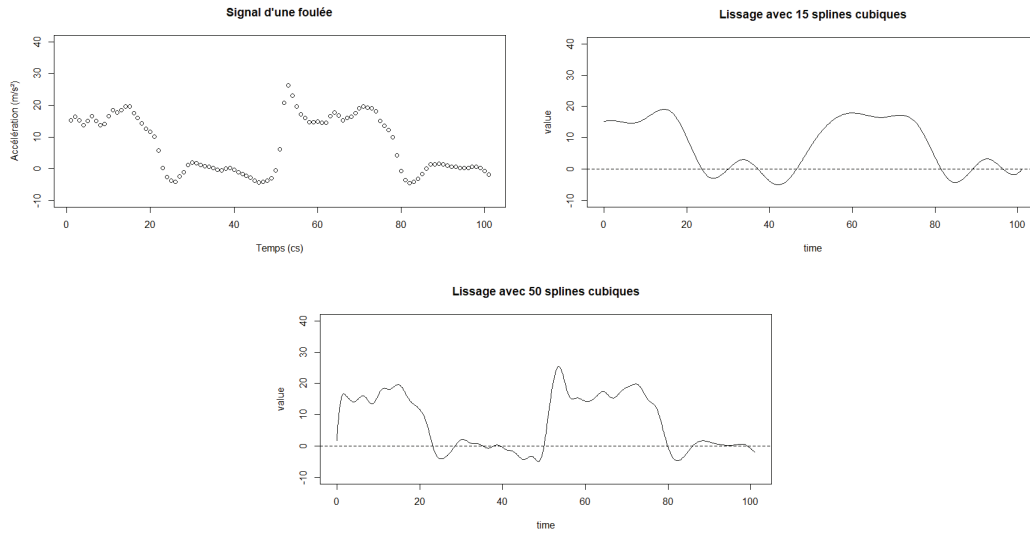 Signal d'une foulée
Accélération (m/s²)
40
30
20
10
0
-10
0 20 40 60 80 100
Temps (cs)
Lissage avec 15 splines cubiques
value
40
30
20
10
0
-10
0 20 40 60 80 100
time
Lissage avec 50 splines cubiques
value
40
30
20
10
0
-10
0 20 40 60 80 100
time